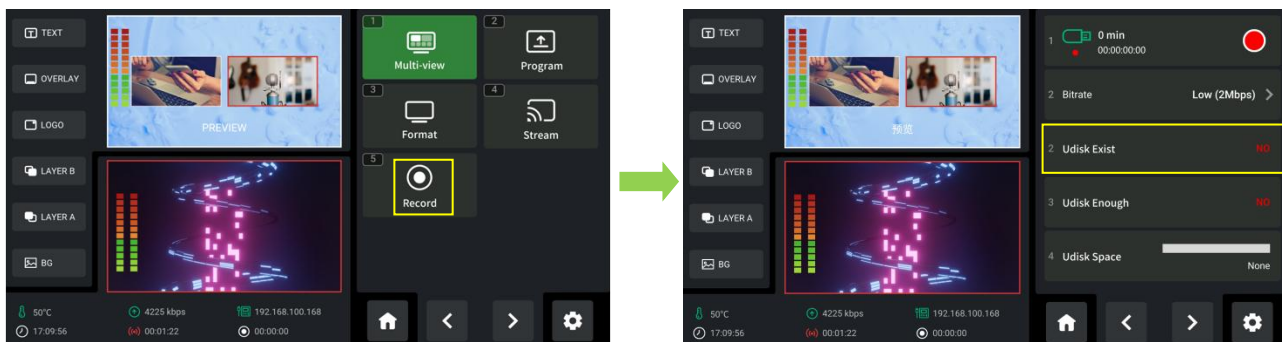 TEXT
OVERLAY
LOGO
LAYER B
LAYER A
BG
PREVIEW
50°C
4225 kbps
192.168.100.168
17:09:56
00:01:22
00:00:00
1
Multi-view
2
Program
3
Format
4
Stream
5
Record
TEXT
OVERLAY
LOGO
LAYER B
LAYER A
BG
预览
50°C
4225 kbps
192.168.100.168
17:09:56
00:01:22
00:00:00
1 0 min
00:00:00:00
2 Bitrate Low (2Mbps)
2 Udisk Exist NO
3 Udisk Enough NO
4 Udisk Space
None